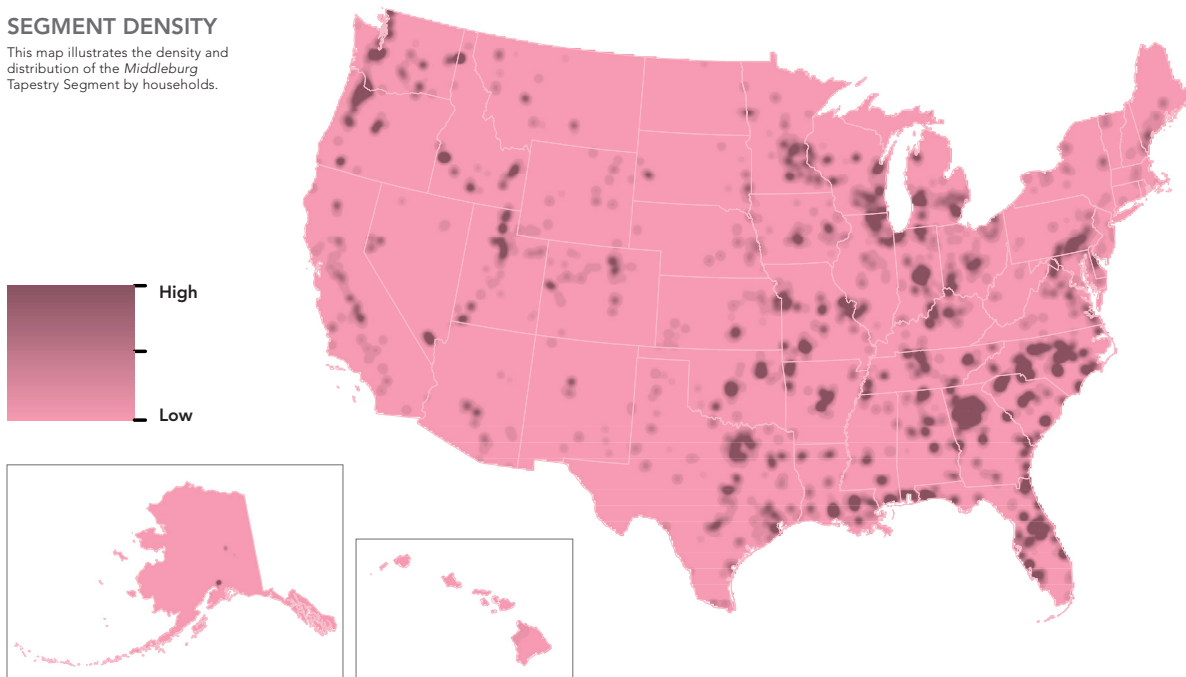 SEGMENT DENSITY
This map illustrates the density and
distribution of the Middleburg
Tapestry Segment by households.
High
Low